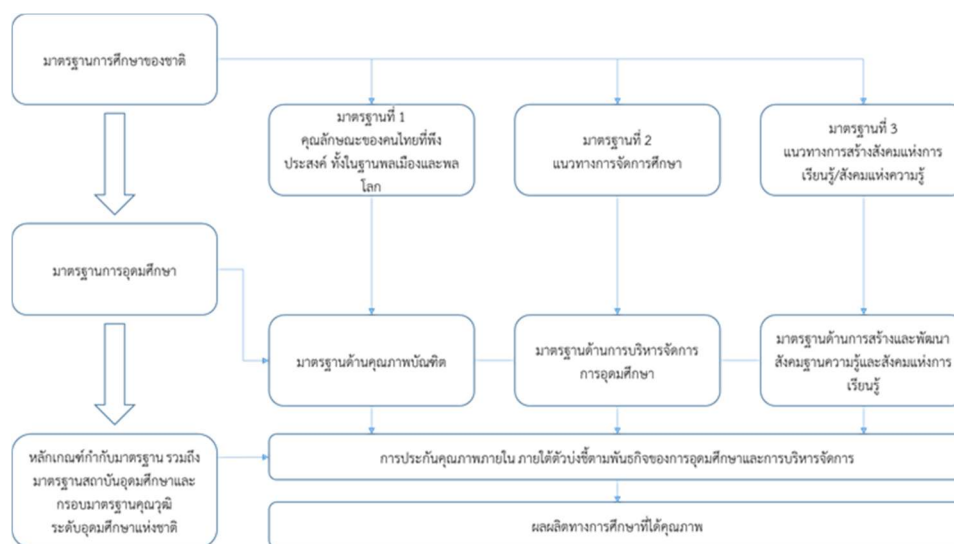 มาตรฐานการศึกษาของชาติ
มาตรฐานที่ 1
คุณลักษณะของคนไทยที่พึง
ประสงค์ ทั้งในฐานพลเมืองและพล
โลก
มาตรฐานที่ 2
แนวทางการจัดการศึกษา
มาตรฐานที่ 3
แนวทางการสร้างสังคมแห่งการ
เรียนรู้/สังคมแห่งความรู้
มาตรฐานการอุดมศึกษา
มาตรฐานด้านคุณภาพบัณฑิต
มาตรฐานด้านการบริหารจัดการ
การอุดมศึกษา
มาตรฐานด้านการสร้างและพัฒนา
สังคมฐานความรู้และสังคมแห่งการ
เรียนรู้
หลักเกณฑ์กำกับมาตรฐาน รวมถึง
มาตรฐานสถาบันอุดมศึกษาและ
กรอบมาตรฐานคุณวุฒิ
ระดับอุดมศึกษาแห่งชาติ
การประกันคุณภาพภายใน ภายใต้ตัวบ่งชี้ตามพันธกิจของการอุดมศึกษาและการบริหารจัดการ
ผลผลิตทางการศึกษาที่ได้คุณภาพ